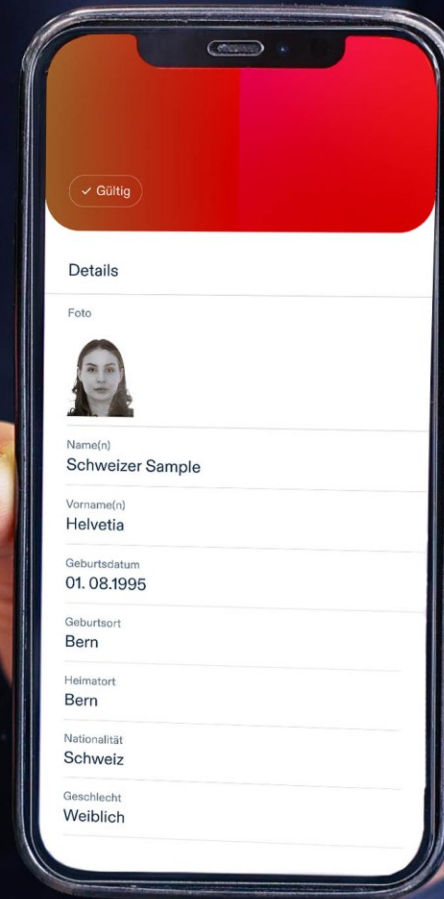 ✓ Gültig
Details
Foto
Name(n)
Schweizer Sample
Vorname(n)
Helvetia
Geburtsdatum
01. 08.1995
Geburtsort
Bern
Heimatort
Bern
Nationalität
Schweiz
Geschlecht
Weiblich